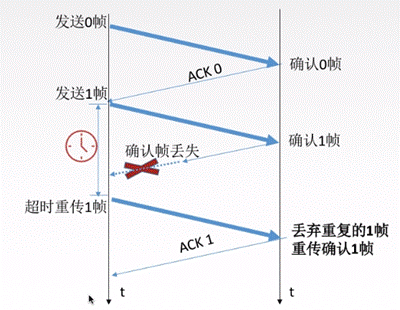 发送0帧
ACK 0
确认0帧
发送1帧
确认帧丢失
确认1帧
超时重传1帧
ACK 1
丢弃重复的1帧
重传确认1帧
t
t